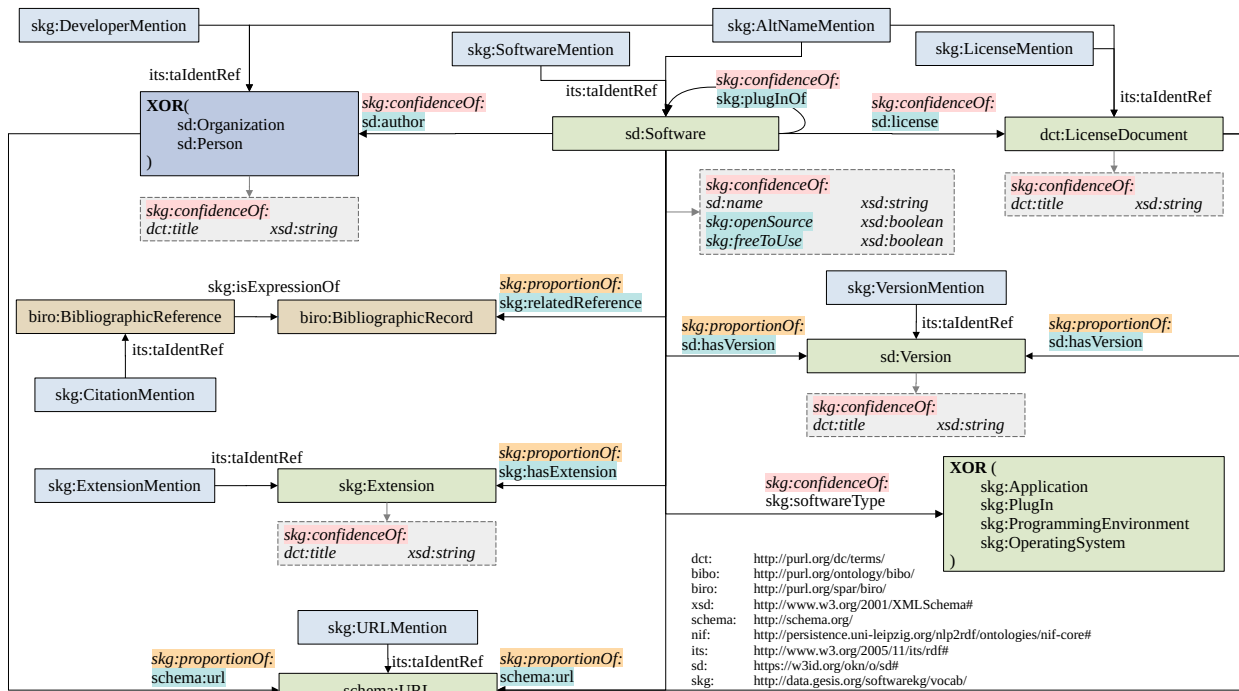 skg:DeveloperMention
skg:AltNameMention
skg:SoftwareMention
skg:LicenseMention
its:taIdentRef
its:taIdentRef
its:taIdentRef
skg:confidenceOf:
skg:plugInOf
XOR(
sd:Organization
sd:Person
)
skg:confidenceOf:
sd:author
sd:Software
skg:confidenceOf:
sd:license
dct:LicenseDocument
skg:confidenceOf:
dct:title xsd:string
skg:confidenceOf:
sd:name xsd:string
skg:openSource xsd:boolean
skg:freeToUse xsd:boolean
skg:confidenceOf:
dct:title xsd:string
skg:isExpressionOf
skg:proportionOf:
skg:relatedReference
biro:BibliographicReference
biro:BibliographicRecord
its:taIdentRef
skg:CitationMention
skg:VersionMention
its:taIdentRef
skg:proportionOf:
sd:hasVersion
sd:Version
skg:proportionOf:
sd:hasVersion
skg:confidenceOf:
dct:title xsd:string
its:taIdentRef
skg:proportionOf:
skg:hasExtension
skg:ExtensionMention
skg:Extension
skg:confidenceOf:
dct:title xsd:string
skg:confidenceOf:
skg:softwareType
XOR (
skg:Application
skg:PlugIn
skg:ProgrammingEnvironment
skg:OperatingSystem
)
dct: http://purl.org/dc/terms/
bibo: http://purl.org/ontology/bibo/
biro: http://purl.org/spar/biro/
xsd: http://www.w3.org/2001/XMLSchema#
schema: http://schema.org/
nif: http://persistence.uni-leipzig.org/nlp2rdf/ontologies/nif-core#
its: http://www.w3.org/2005/11/its/rdf#
sd: https://w3id.org/okn/o/sd#
skg: http://data.gesis.org/softwarekg/vocab/
skg:URLMention
its:taIdentRef
skg:proportionOf:
schema:url
skg:proportionOf:
schema:url
schema:URL